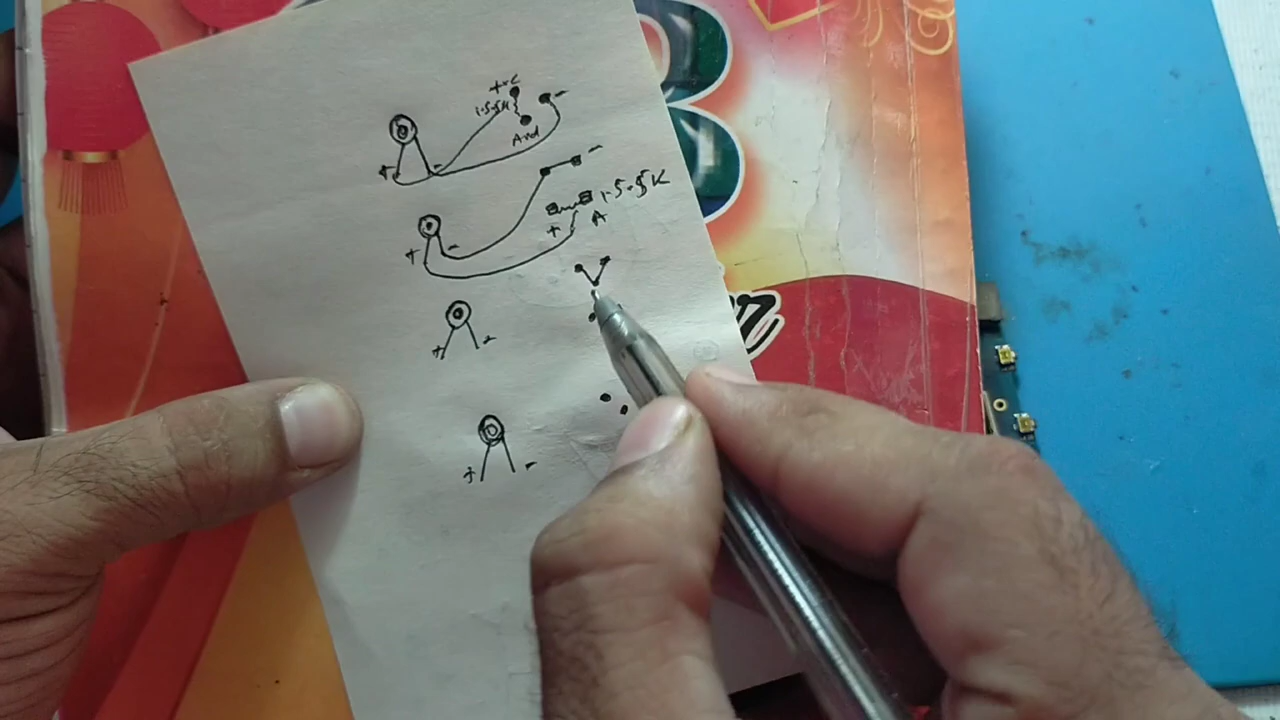 +ve
1.5.5K
-
And
+ -
-
1.5.5K
+ A
+ -
+ -
+ -